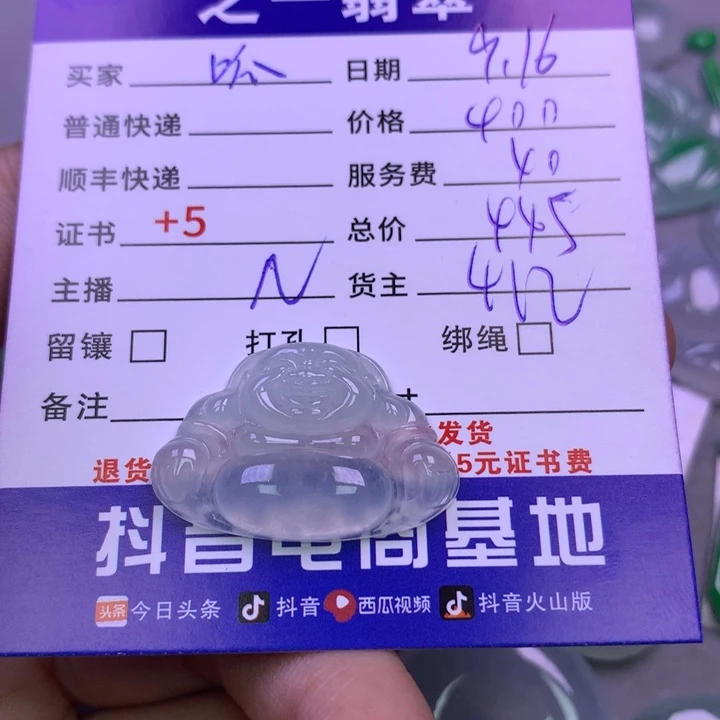 之一翡翠
买家 哈 日期 4.16
普通快递 价格 400
顺丰快递 服务费 40
证书 +5 总价 445
主播 N 货主
留镶 打孔 绑绳
备注
发货
退货 5元证书费
抖音电商基地
头条 今日头条 抖音 西瓜视频 抖音火山版